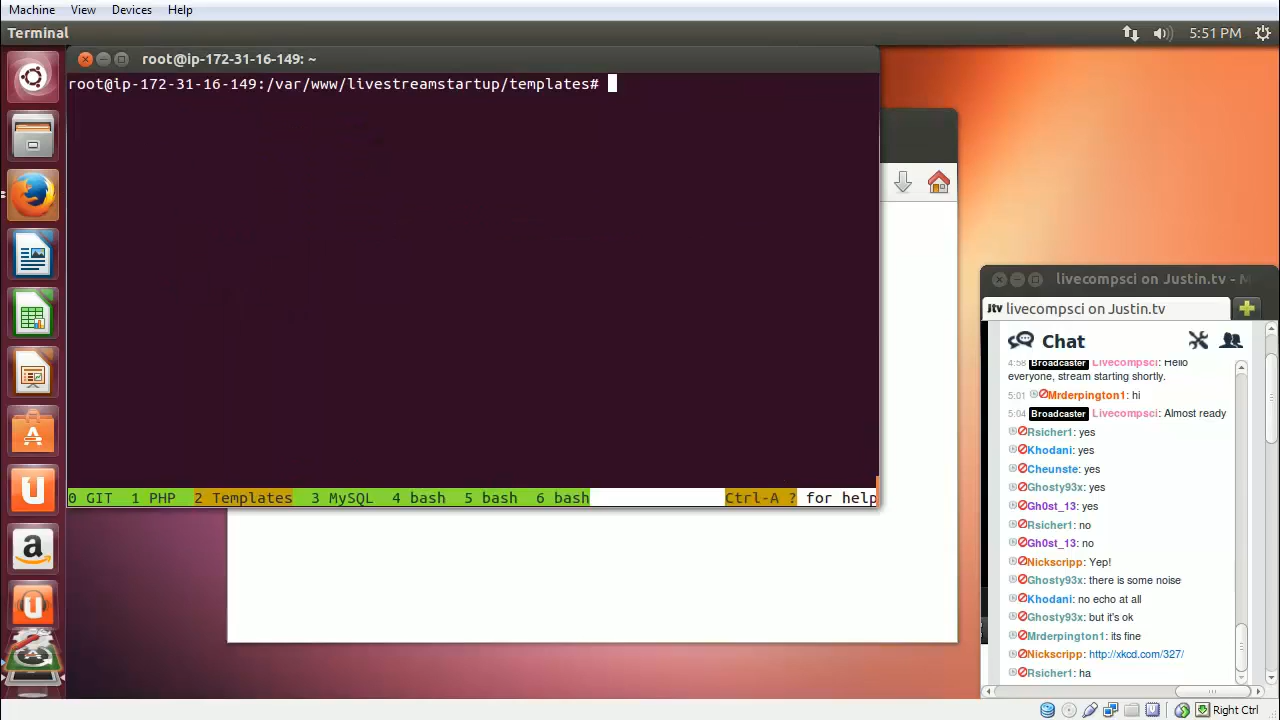 Machine View Devices Help
Terminal
5:51 PM
root@ip-172-31-16-149: ~
root@ip-172-31-16-149:/var/www/livestreamstartup/templates#
0 GIT 1 PHP 2 Templates 3 MySQL 4 bash 5 bash 6 bash Ctrl-A ? for help
livecompsci on Justin.tv - M
Jtv livecompsci on Justin.tv
Chat
4:58 Broadcaster Livecompsci: Hello
everyone, stream starting shortly.
5:01 Mrderpington1: hi
5:04 Broadcaster Livecompsci: Almost ready
Rsicher1: yes
Khodani: yes
Cheunste: yes
Ghosty93x: yes
Gh0st_13: yes
Rsicher1: no
Gh0st_13: no
Nickscripp: Yep!
Ghosty93x: there is some noise
Khodani: no echo at all
Ghosty93x: but it's ok
Mrderpington1: its fine
Nickscripp: http://xkcd.com/327/
Rsicher1: ha
Right Ctrl